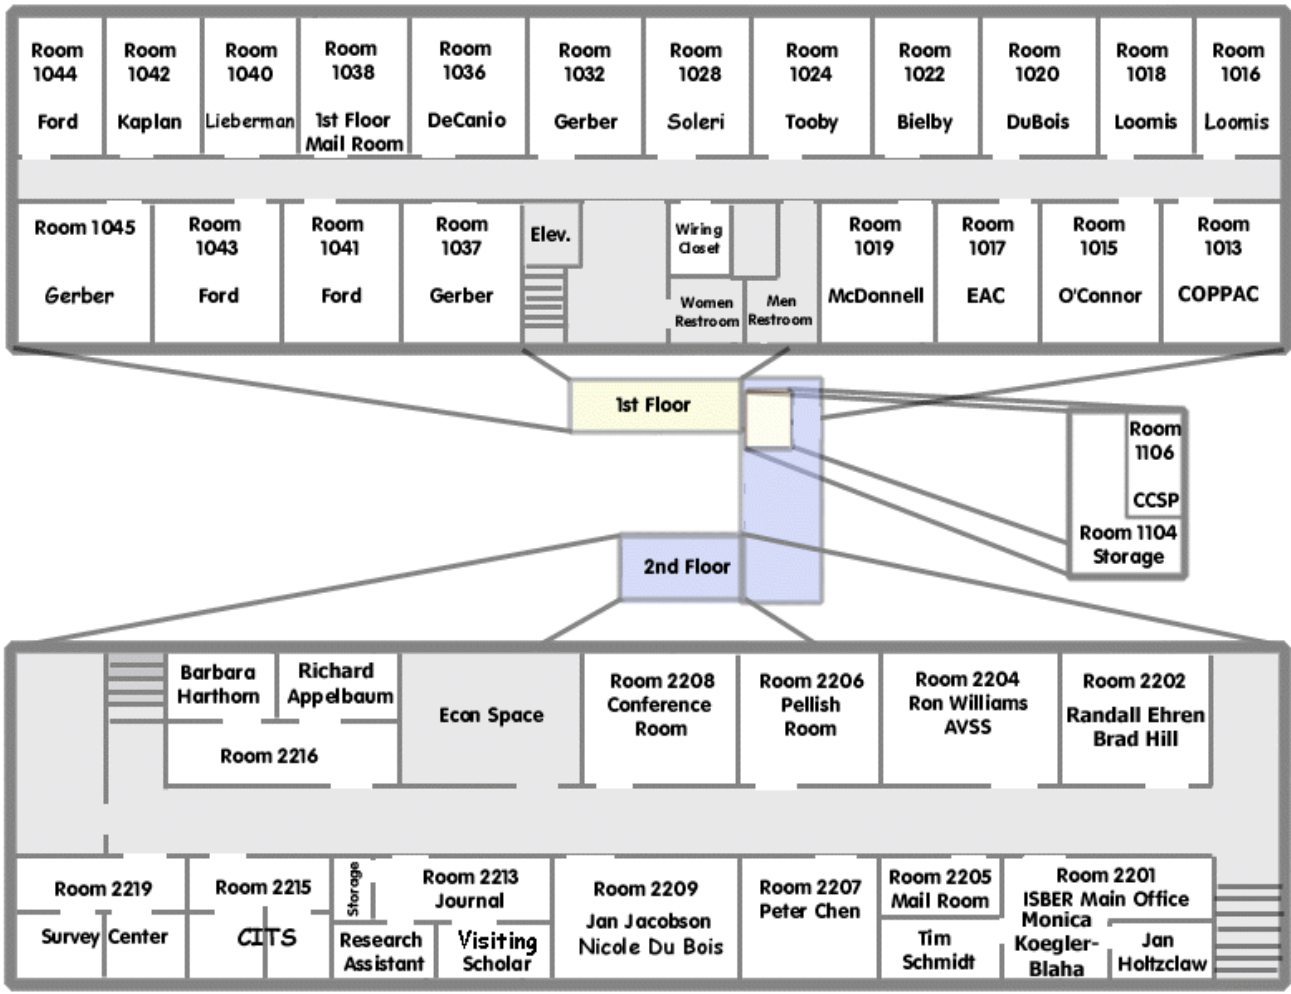 Room
1044
Ford
Room
1042
Kaplan
Room
1040
Lieberman
Room
1038
1st Floor
Mail Room
Room
1036
DeCanio
Room
1032
Gerber
Room
1028
Soleri
Room
1024
Tooby
Room
1022
Bielby
Room
1020
DuBois
Room
1018
Loomis
Room
1016
Loomis
Room 1045
Gerber
Room
1043
Ford
Room
1041
Ford
Room
1037
Gerber
Elev.
Wiring
Closet
Women
Restroom
Men
Restroom
Room
1019
McDonnell
Room
1017
EAC
Room
1015
O'Connor
Room
1013
COPPAC
1st Floor
Room
1106
CCSP
Room 1104
Storage
2nd Floor
Barbara
Harthorn
Richard
Appelbaum
Room 2216
Econ Space
Room 2208
Conference
Room
Room 2206
Pellish
Room
Room 2204
Ron Williams
AVSS
Room 2202
Randall Ehren
Brad Hill
Room 2219
Survey Center
Room 2215
CITS
Storage
Room 2213
Journal
Research
Assistant
Visiting
Scholar
Room 2209
Jan Jacobson
Nicole Du Bois
Room 2207
Peter Chen
Room 2205
Mail Room
Tim
Schmidt
Room 2201
ISBER Main Office
Monica
Koegler-
Blaha
Jan
Holtzclaw